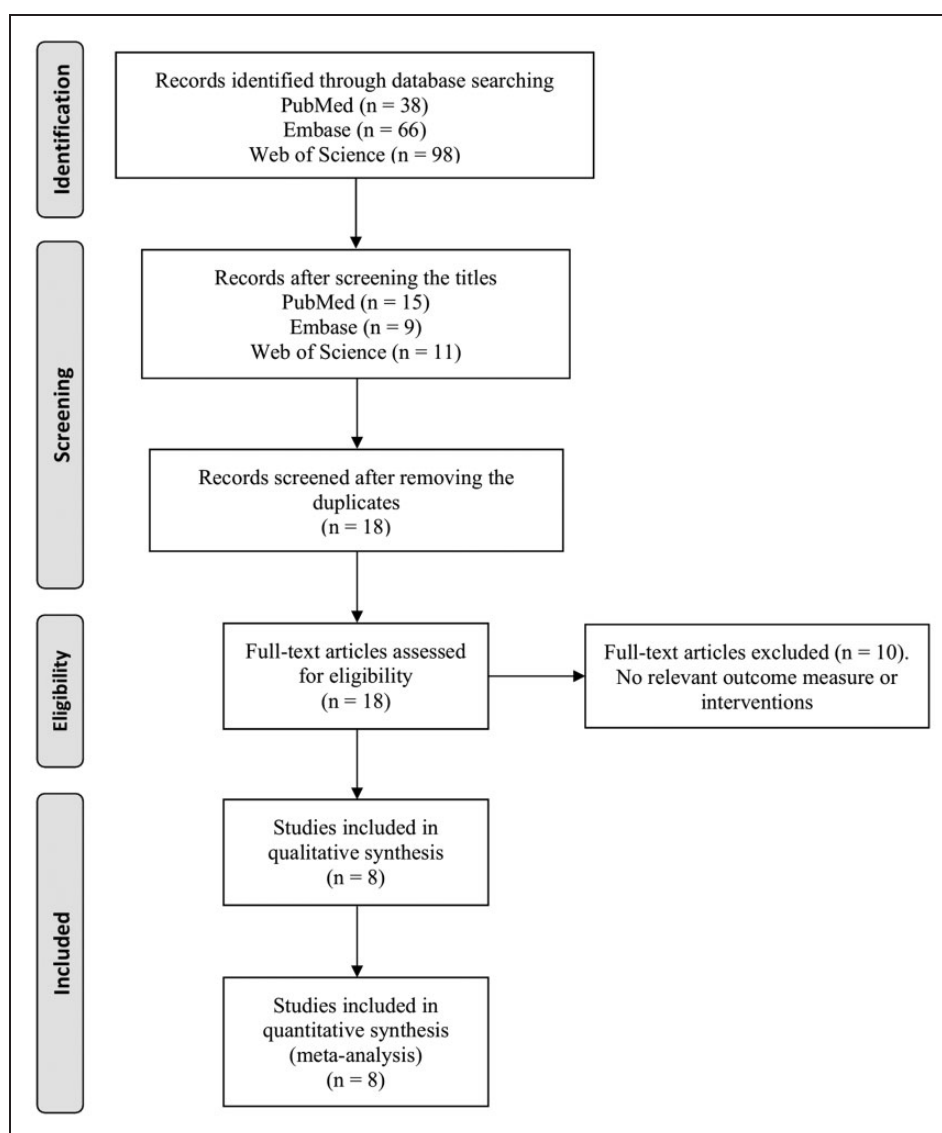 Identification
Records identified through database searching
PubMed (n = 38)
Embase (n = 66)
Web of Science (n = 98)
Screening
Records after screening the titles
PubMed (n = 15)
Embase (n = 9)
Web of Science (n = 11)
Records screened after removing the
duplicates
(n = 18)
Eligibility
Full-text articles assessed
for eligibility
(n = 18)
Full-text articles excluded (n = 10).
No relevant outcome measure or
interventions
Included
Studies included in
qualitative synthesis
(n = 8)
Studies included in
quantitative synthesis
(meta-analysis)
(n = 8)